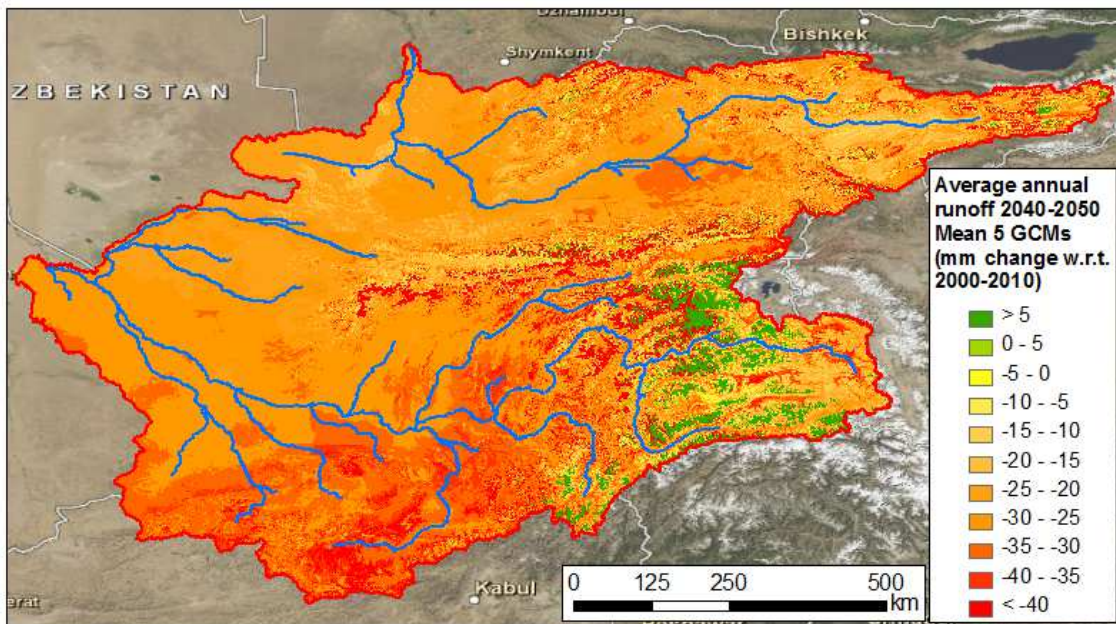 Dzhambul
Bishkek
Shymkent
ZBEKISTAN
Average annual
runoff 2040-2050
Mean 5 GCMs
(mm change w.r.t.
2000-2010)
> 5
0 - 5
-5 - 0
-10 - -5
-15 - -10
-20 - -15
-25 - -20
-30 - -25
-35 - -30
-40 - -35
< -40
Kabul
erat
0 125 250 500
km